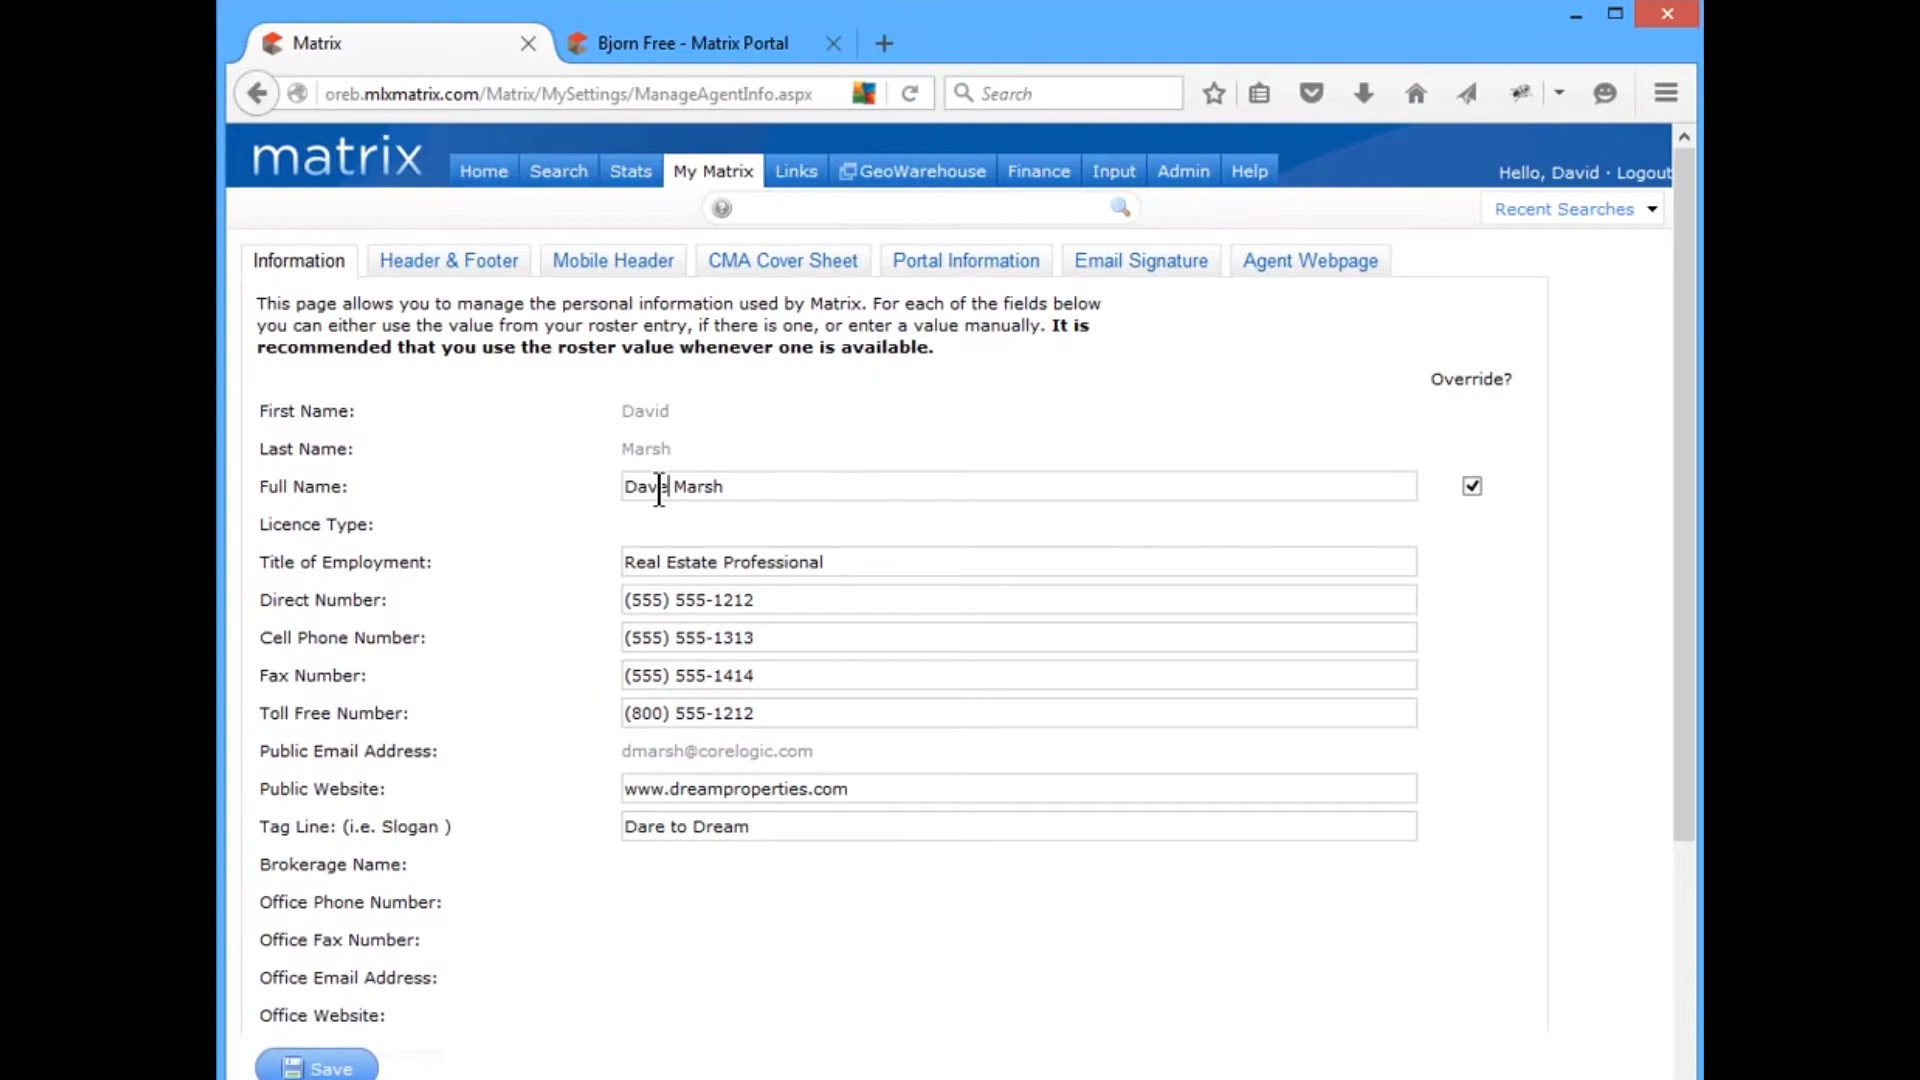 Matrix
Bjorn Free - Matrix Portal
oreb.mlxmatrix.com/Matrix/MySettings/ManageAgentInfo.aspx
Search
matrix
Home
Search
Stats
My Matrix
Links
GeoWarehouse
Finance
Input
Admin
Help
Hello, David · Logout
Recent Searches
Information
Header & Footer
Mobile Header
CMA Cover Sheet
Portal Information
Email Signature
Agent Webpage
This page allows you to manage the personal information used by Matrix. For each of the fields below
you can either use the value from your roster entry, if there is one, or enter a value manually. It is
recommended that you use the roster value whenever one is available.
Override?
First Name: David
Last Name: Marsh
Full Name: Dave Marsh
Licence Type:
Title of Employment: Real Estate Professional
Direct Number: (555) 555-1212
Cell Phone Number: (555) 555-1313
Fax Number: (555) 555-1414
Toll Free Number: (800) 555-1212
Public Email Address: dmarsh@corelogic.com
Public Website: www.dreamproperties.com
Tag Line: (i.e. Slogan ) Dare to Dream
Brokerage Name:
Office Phone Number:
Office Fax Number:
Office Email Address:
Office Website:
Save